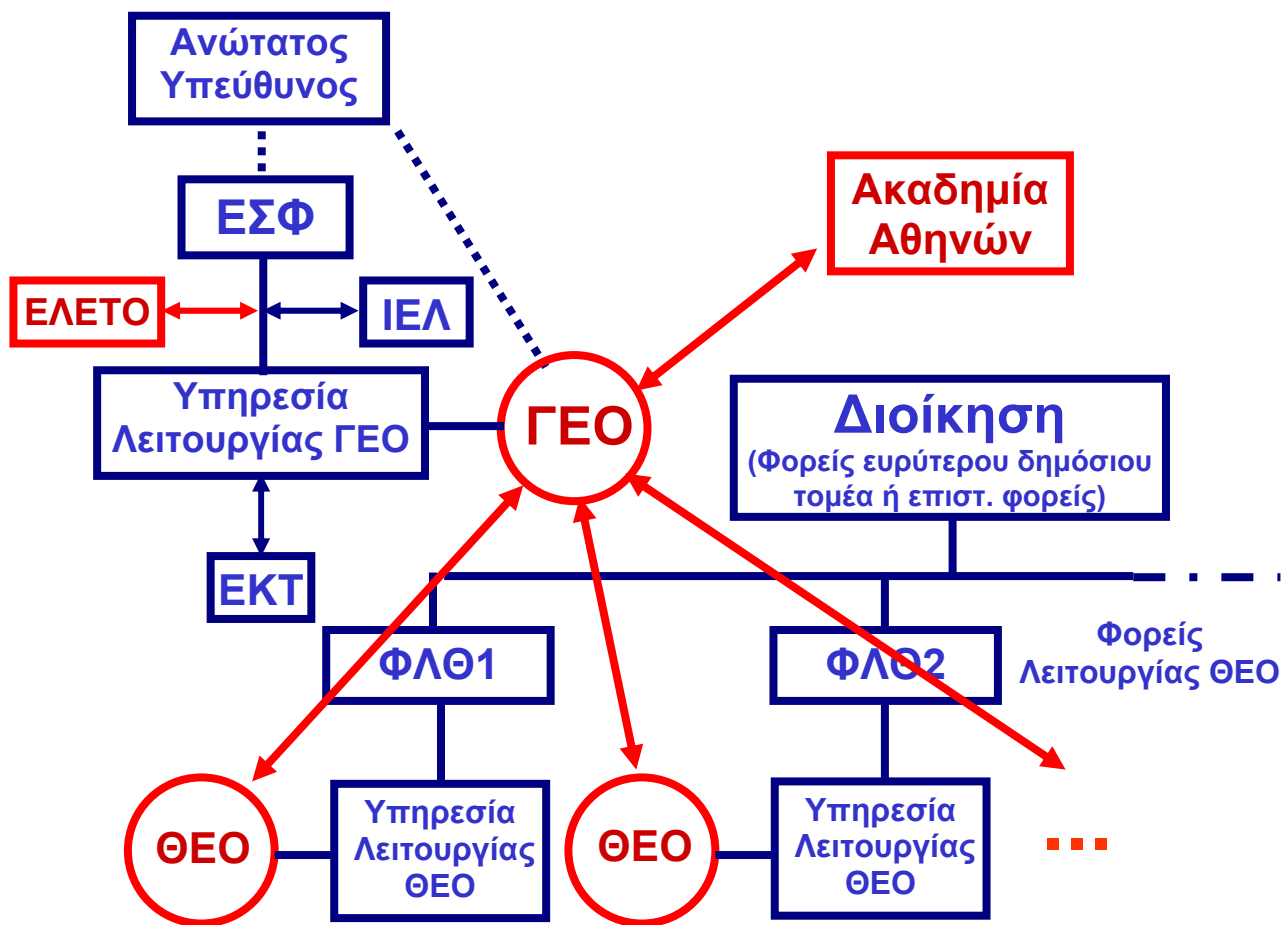 Ανώτατος
Υπεύθυνος
ΕΣΦ
Ακαδημία
Αθηνών
ΕΛΕΤΟ
ΙΕΛ
Υπηρεσία
Λειτουργίας ΓΕΟ
ΓΕΟ
Διοίκηση
(Φορείς ευρύτερου δημόσιου
τομέα ή επιστ. φορείς)
ΕΚΤ
ΦΛΘ1
ΦΛΘ2
Φορείς
Λειτουργίας ΘΕΟ
ΘΕΟ
Υπηρεσία
Λειτουργίας
ΘΕΟ
ΘΕΟ
Υπηρεσία
Λειτουργίας
ΘΕΟ